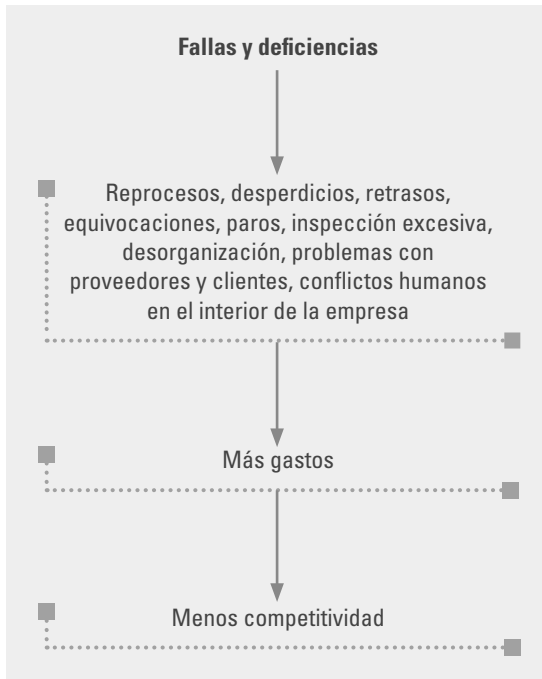 Fallas y deficiencias
Reprocesos, desperdicios, retrasos,
equivocaciones, paros, inspección excesiva,
desorganización, problemas con
proveedores y clientes, conflictos humanos
en el interior de la empresa
Más gastos
Menos competitividad